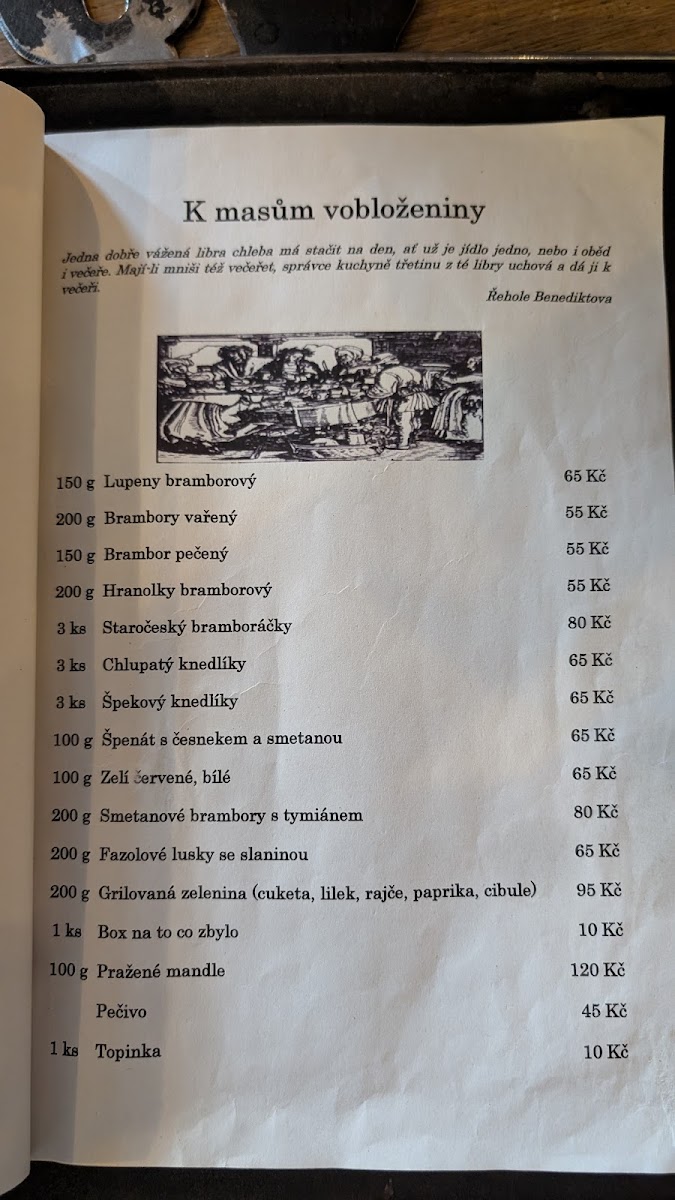 K masům vobloženiny
Jedna dobře vážená libra chleba má stačit na den, ať už je jídlo jedno, nebo i oběd
i večeře. Mají-li mniši též večeřet, správce kuchyně třetinu z té libry uchová a dá ji k
večeři.
Řehole Benediktova
150 g Lupeny bramborový 65 Kč
200 g Brambory vařený 55 Kč
150 g Brambor pečený 55 Kč
200 g Hranolky bramborový 55 Kč
3 ks Staročeský bramboráčky 80 Kč
3 ks Chlupatý knedlíky 65 Kč
3 ks Špekový knedlíky 65 Kč
100 g Špenát s česnekem a smetanou 65 Kč
100 g Zelí červené, bílé 65 Kč
200 g Smetanové brambory s tymiánem 80 Kč
200 g Fazolové lusky se slaninou 65 Kč
200 g Grilovaná zelenina (cuketa, lilek, rajče, paprika, cibule) 95 Kč
1 ks Box na to co zbylo 10 Kč
100 g Pražené mandle 120 Kč
Pečivo 45 Kč
1 ks Topinka 10 Kč